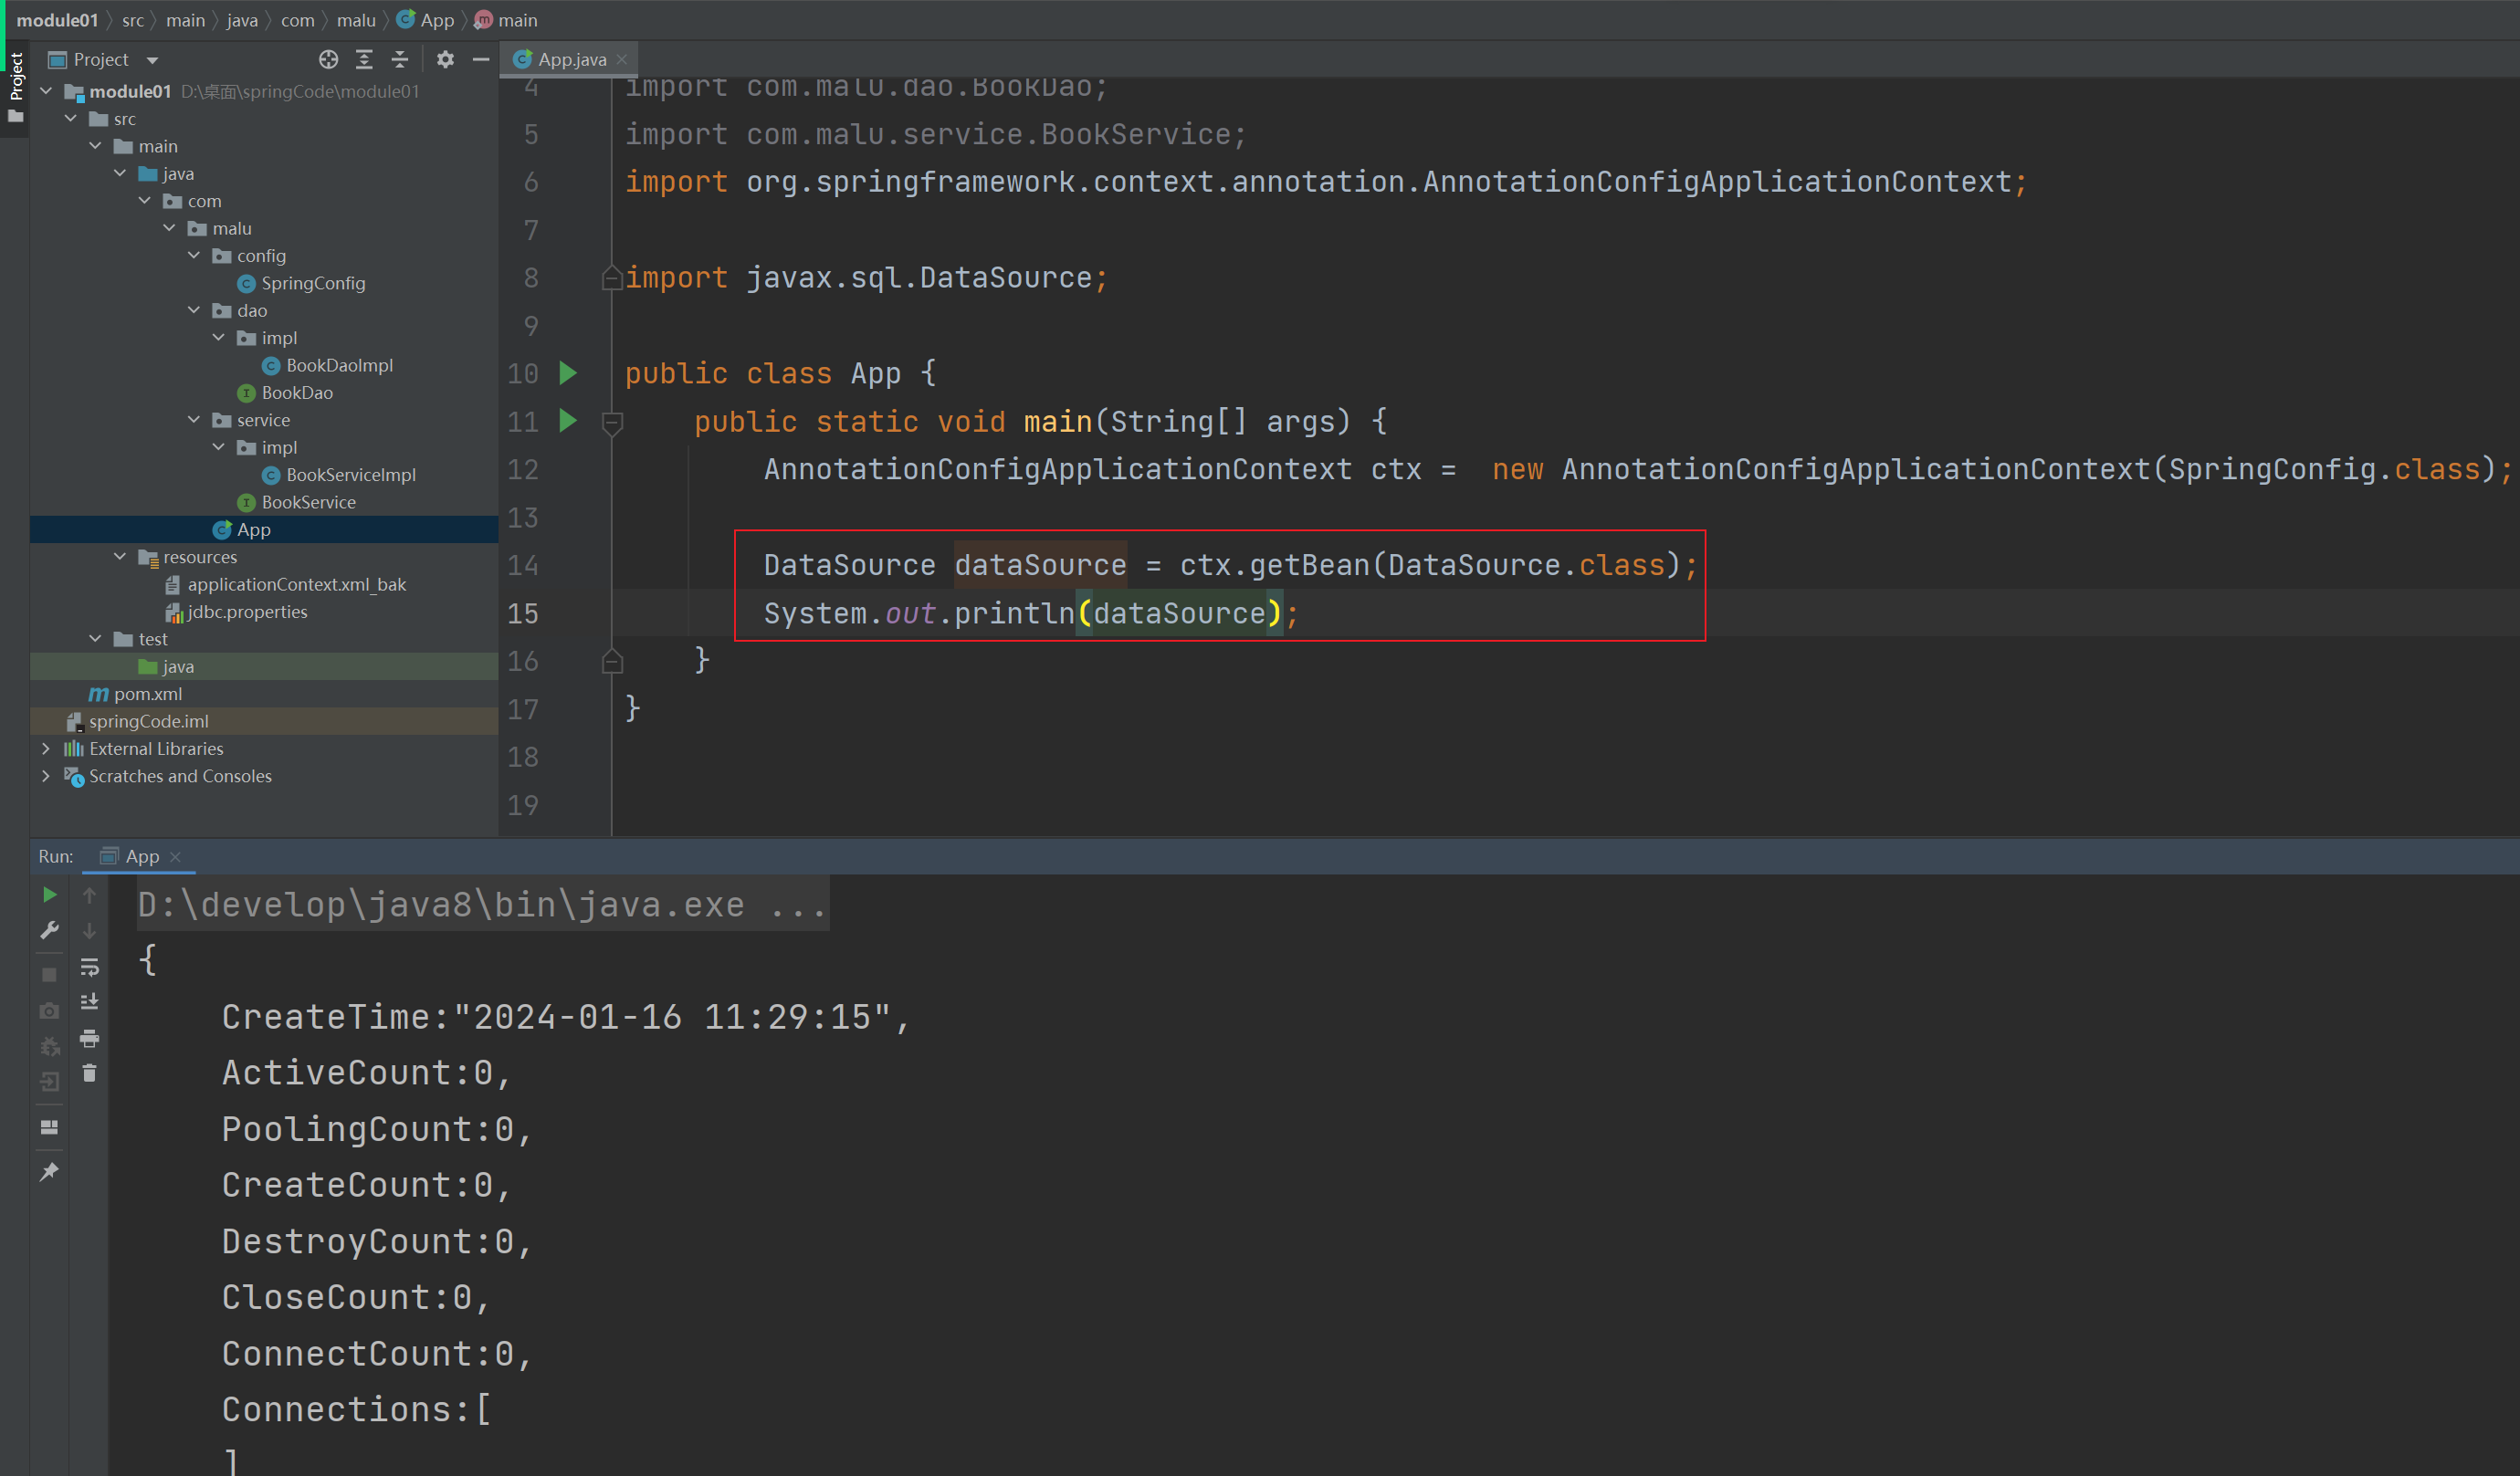 module01 src main java com malu App main
Project
Project
module01 D:\桌面\springCode\module01
src
main
java
com
malu
config
SpringConfig
dao
impl
BookDaoImpl
BookDao
service
impl
BookServiceImpl
BookService
App
resources
applicationContext.xml_bak
jdbc.properties
test
java
pom.xml
springCode.iml
External Libraries
Scratches and Consoles
App.java
4 import com.malu.dao.BookDao;
5 import com.malu.service.BookService;
6 import org.springframework.context.annotation.AnnotationConfigApplicationContext;
7
8 import javax.sql.DataSource;
9
10 public class App {
11 public static void main(String[] args) {
12 AnnotationConfigApplicationContext ctx =  new AnnotationConfigApplicationContext(SpringConfig.class);
13
14 DataSource dataSource = ctx.getBean(DataSource.class);
15 System.out.println(dataSource);
16 }
17 }
18
19
Run: App
D:\develop\java8\bin\java.exe ...
{
CreateTime:"2024-01-16 11:29:15",
ActiveCount:0,
PoolingCount:0,
CreateCount:0,
DestroyCount:0,
CloseCount:0,
ConnectCount:0,
Connections:[
]